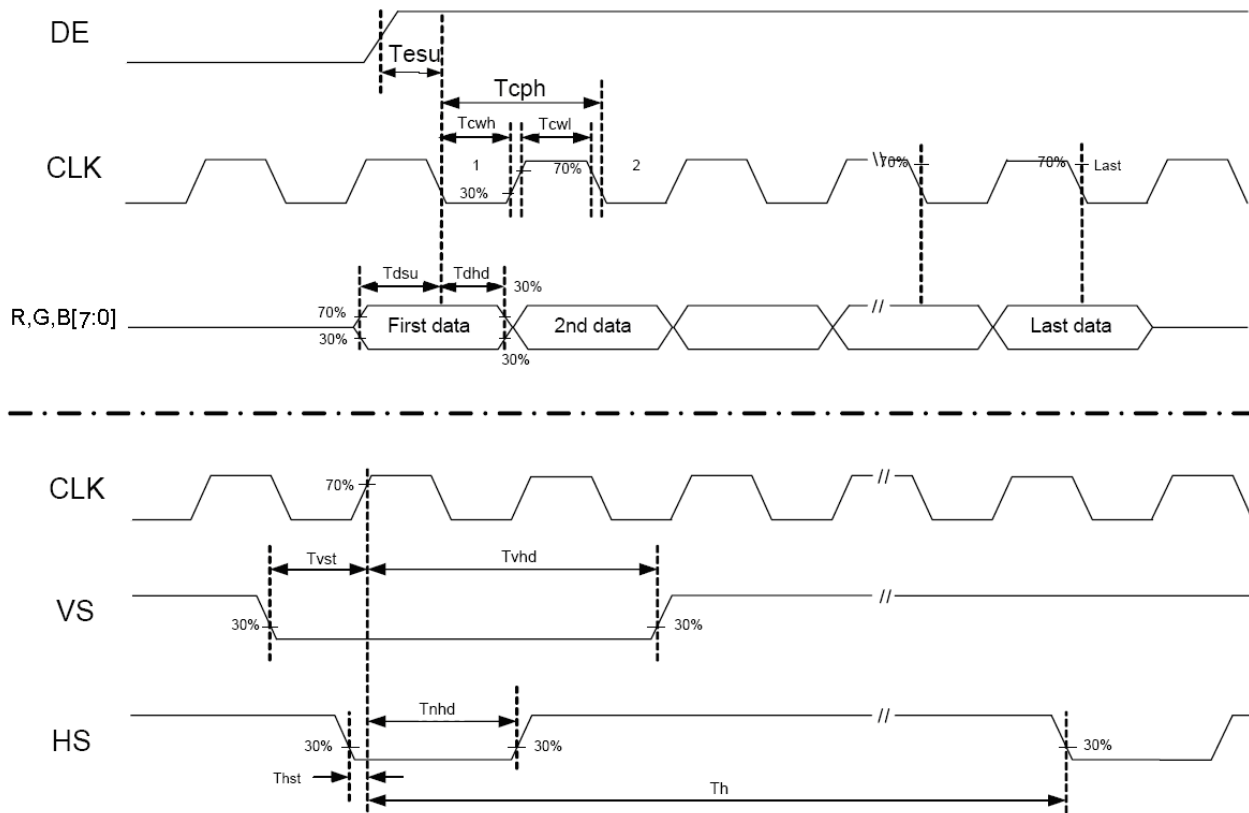 DE
Tesu
Tcph
Tcwh
Tcwl
CLK
1
70%
30%
2
\\
70%
70%
Last
Tdsu
Tdhd
30%
R,G,B[7:0]
70%
30%
First data
2nd data
//
Last data
30%
CLK
70%
//
Tvst
Tvhd
VS
30%
30%
//
Tnhd
HS
30%
30%
//
30%
Thst
Th